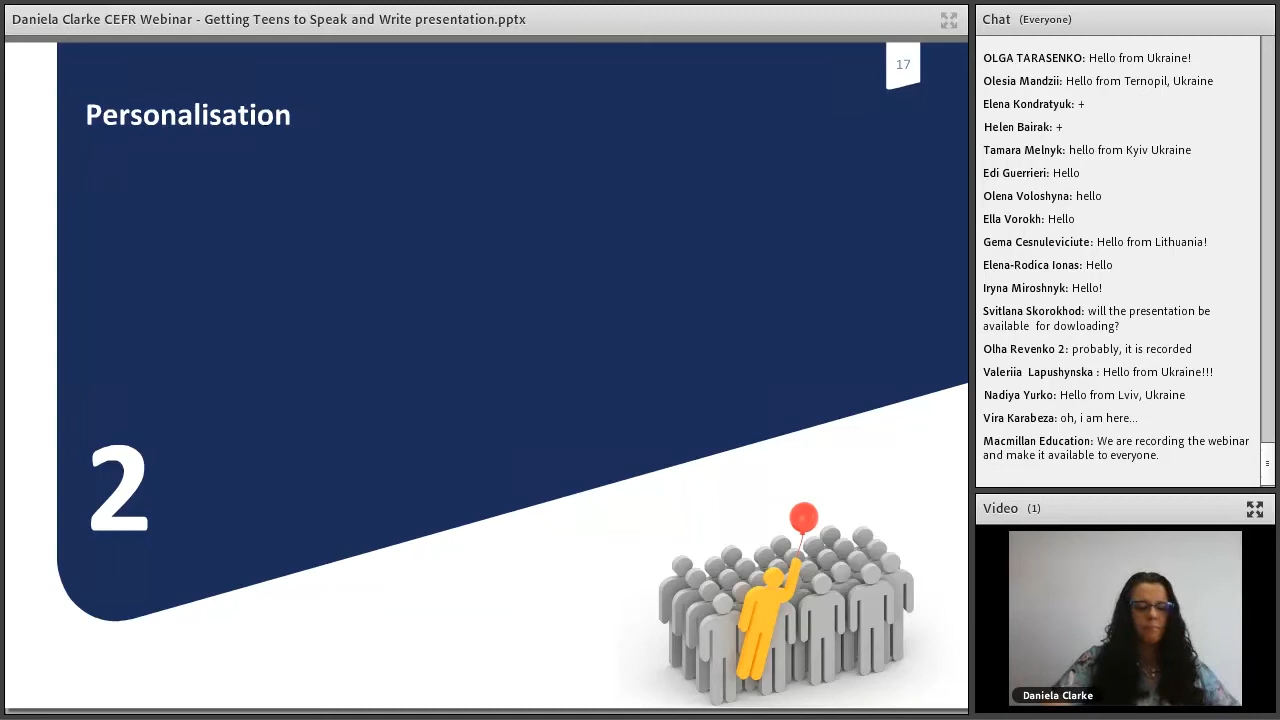 Daniela Clarke CEFR Webinar - Getting Teens to Speak and Write presentation.pptx
17
Personalisation
2
Chat (Everyone)
OLGA TARASENKO: Hello from Ukraine!
Olesia Mandzii: Hello from Ternopil, Ukraine
Elena Kondratyuk: +
Helen Bairak: +
Tamara Melnyk: hello from Kyiv Ukraine
Edi Guerrieri: Hello
Olena Voloshyna: hello
Ella Vorokh: Hello
Gema Cesnuleviciute: Hello from Lithuania!
Elena-Rodica Ionas: Hello
Iryna Miroshnyk: Hello!
Svitlana Skorokhod: will the presentation be
available for dowloading?
Olha Revenko 2: probably, it is recorded
Valeriia Lapushynska : Hello from Ukraine!!!
Nadiya Yurko: Hello from Lviv, Ukraine
Vira Karabeza: oh, i am here...
Macmillan Education: We are recording the webinar
and make it available to everyone.
Video (1)
Daniela Clarke